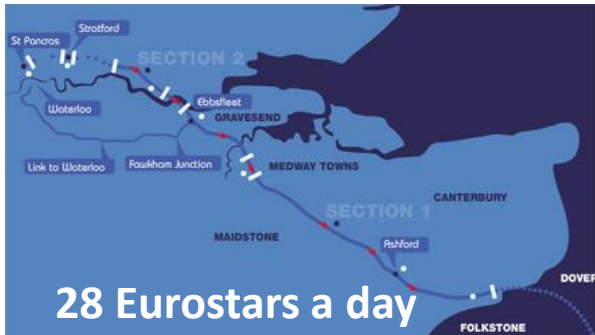 St Pancras
Stratford
SECTION 2
Waterloo
Ebbsfleet
GRAVESEND
Link to Waterloo
Fawkham Junction
MEDWAY TOWNS
CANTERBURY
SECTION 1
MAIDSTONE
Ashford
DOVER
28 Eurostars a day
FOLKSTONE